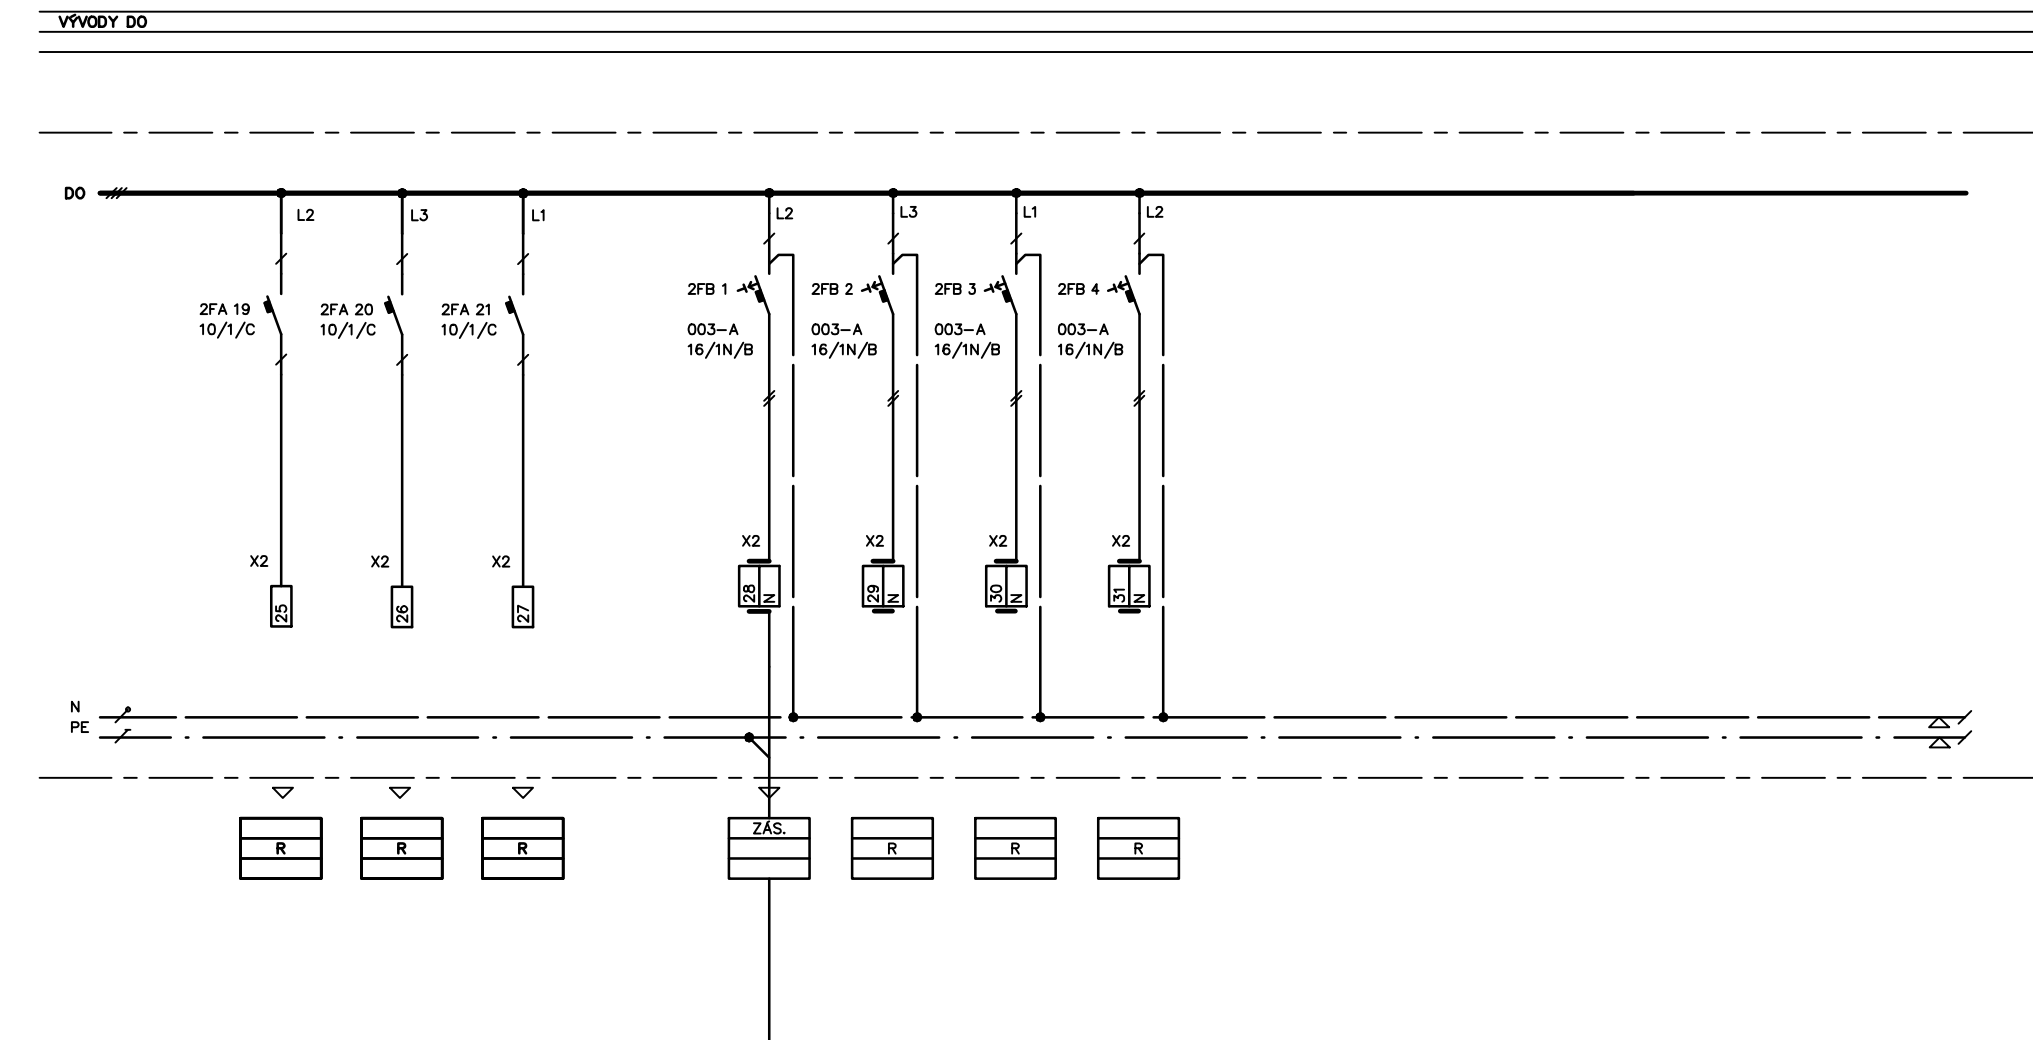 VÝVODY DO
DO
L2 L3 L1 L2 L3 L1 L2
2FA 19
10/1/C
2FA 20
10/1/C
2FA 21
10/1/C
2FB 1
003-A
16/1N/B
2FB 2
003-A
16/1N/B
2FB 3
003-A
16/1N/B
2FB 4
003-A
16/1N/B
X2 X2 X2 X2 X2 X2 X2
25 26 27 28 N 29 N 30 N 31 N
N
PE
ZÁS.
R R R R R R